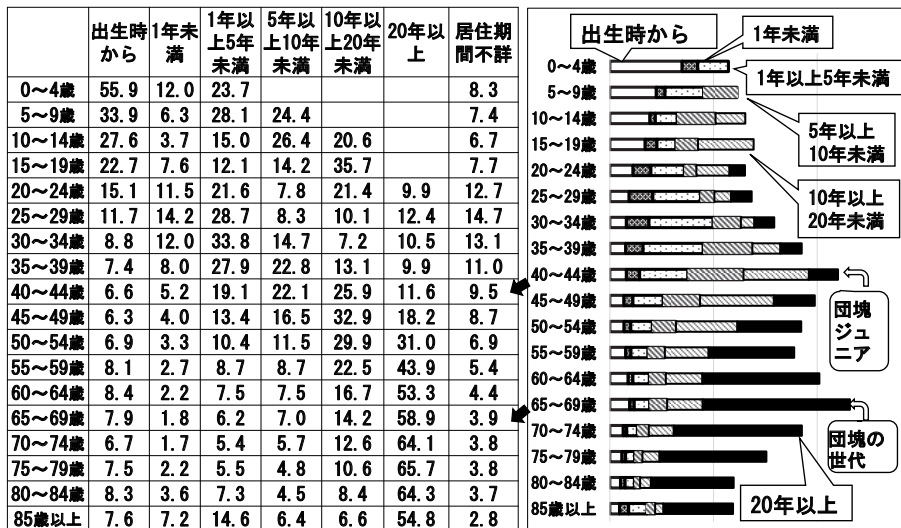 出生時から 1年未満 1年以上5年未満 5年以上10年未満 10年以上20年未満 20年以上 居住期間不詳
0～4歳 55.9 12.0 23.7 8.3
5～9歳 33.9 6.3 28.1 24.4 7.4
10～14歳 27.6 3.7 15.0 26.4 20.6 6.7
15～19歳 22.7 7.6 12.1 14.2 35.7 7.7
20～24歳 15.1 11.5 21.6 7.8 21.4 9.9 12.7
25～29歳 11.7 14.2 28.7 8.3 10.1 12.4 14.7
30～34歳 8.8 12.0 33.8 14.7 7.2 10.5 13.1
35～39歳 7.4 8.0 27.9 22.8 13.1 9.9 11.0
40～44歳 6.6 5.2 19.1 22.1 25.9 11.6 9.5
45～49歳 6.3 4.0 13.4 16.5 32.9 18.2 8.7
50～54歳 6.9 3.3 10.4 11.5 29.9 31.0 6.9
55～59歳 8.1 2.7 8.7 8.7 22.5 43.9 5.4
60～64歳 8.4 2.2 7.5 7.5 16.7 53.3 4.4
65～69歳 7.9 1.8 6.2 7.0 14.2 58.9 3.9
70～74歳 6.7 1.7 5.4 5.7 12.6 64.1 3.8
75～79歳 7.5 2.2 5.5 4.8 10.6 65.7 3.8
80～84歳 8.3 3.6 7.3 4.5 8.4 64.3 3.7
85歳以上 7.6 7.2 14.6 6.4 6.6 54.8 2.8
出生時から
1年未満
0～4歳
1年以上5年未満
5～9歳
10～14歳
5年以上
10年未満
15～19歳
20～24歳
25～29歳
10年以上
20年未満
30～34歳
35～39歳
40～44歳
45～49歳
団塊
ジュ
ニア
50～54歳
55～59歳
60～64歳
65～69歳
70～74歳
団塊の
世代
75～79歳
80～84歳
20年以上
85歳以上